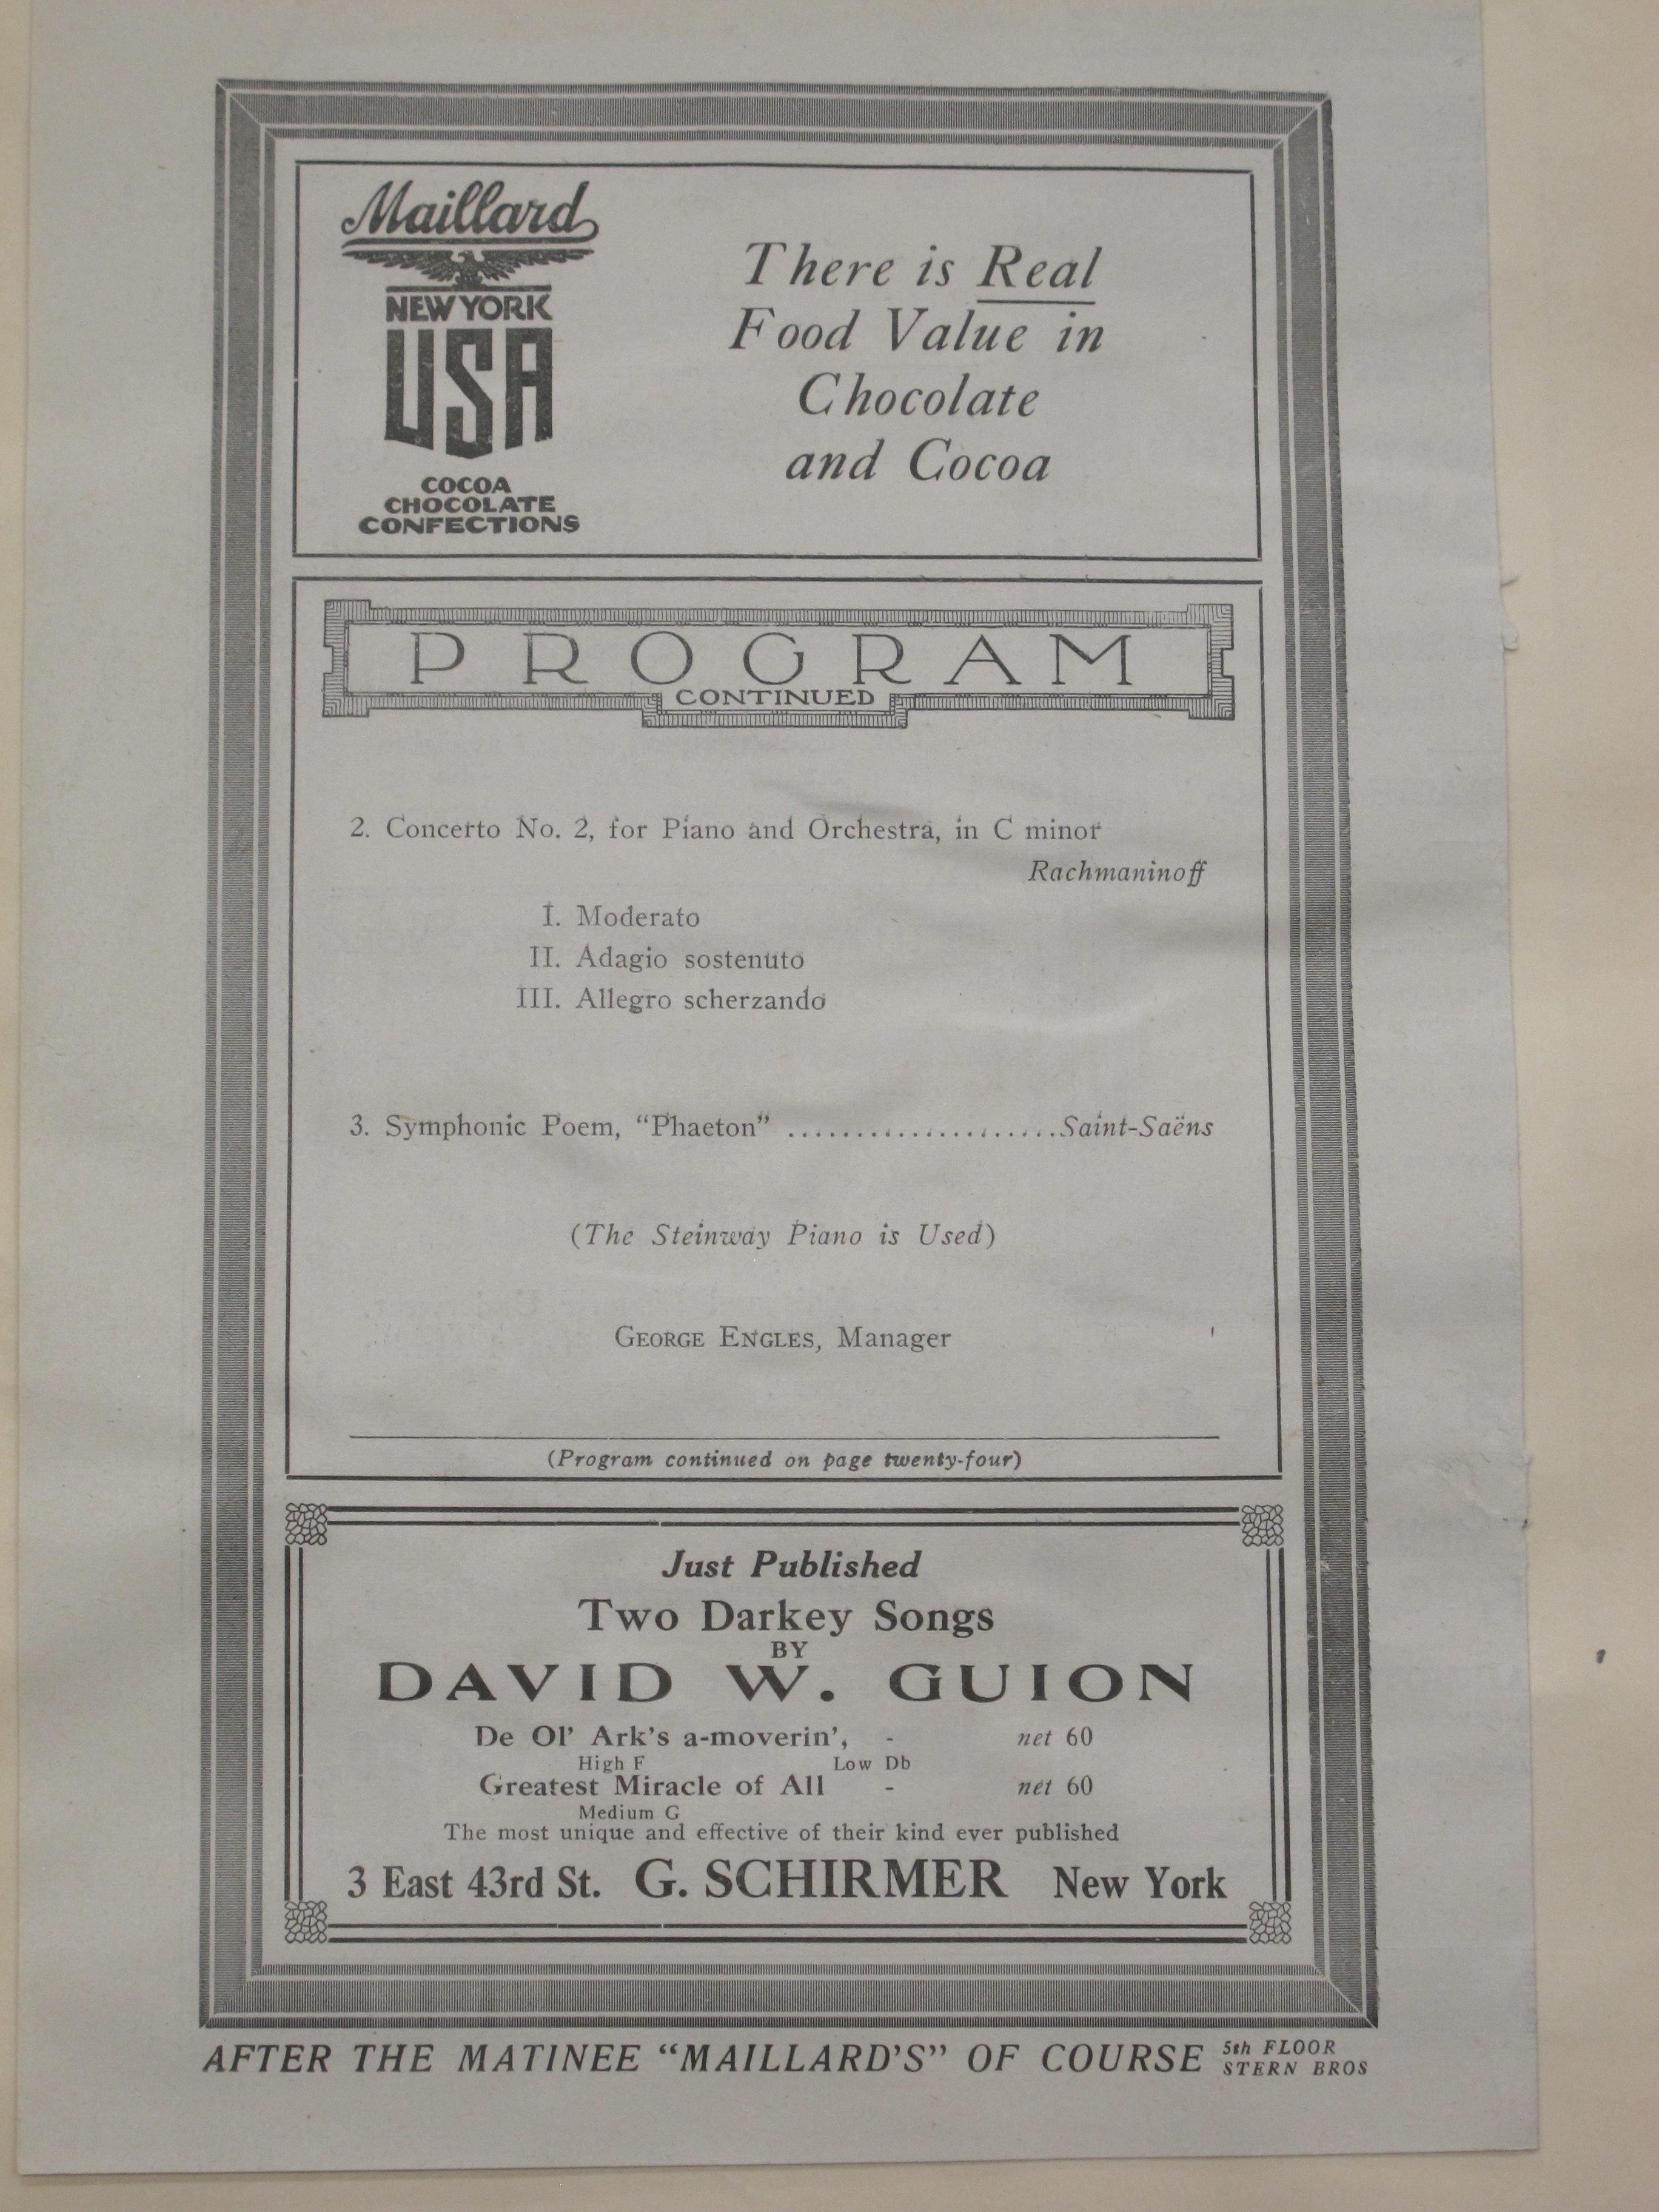 Maillard
NEW YORK
USA
COCOA
CHOCOLATE
CONFECTIONS
There is Real
Food Value in
Chocolate
and Cocoa
PROGRAM
CONTINUED
2. Concerto No. 2, for Piano and Orchestra, in C minor
Rachmaninoff
I. Moderato
II. Adagio sostenuto
III. Allegro scherzando
3. Symphonic Poem, “Phaeton” .....................Saint-Saëns
(The Steinway Piano is Used)
GEORGE ENGLES, Manager
(Program continued on page twenty-four)
Just Published
Two Darkey Songs
BY
DAVID W. GUION
De Ol’ Ark’s a-moverin’, - net 60
High F Low Db
Greatest Miracle of All - net 60
Medium G
The most unique and effective of their kind ever published
3 East 43rd St. G. SCHIRMER New York
AFTER THE MATINEE “MAILLARD’S” OF COURSE 5th FLOOR
STERN BROS